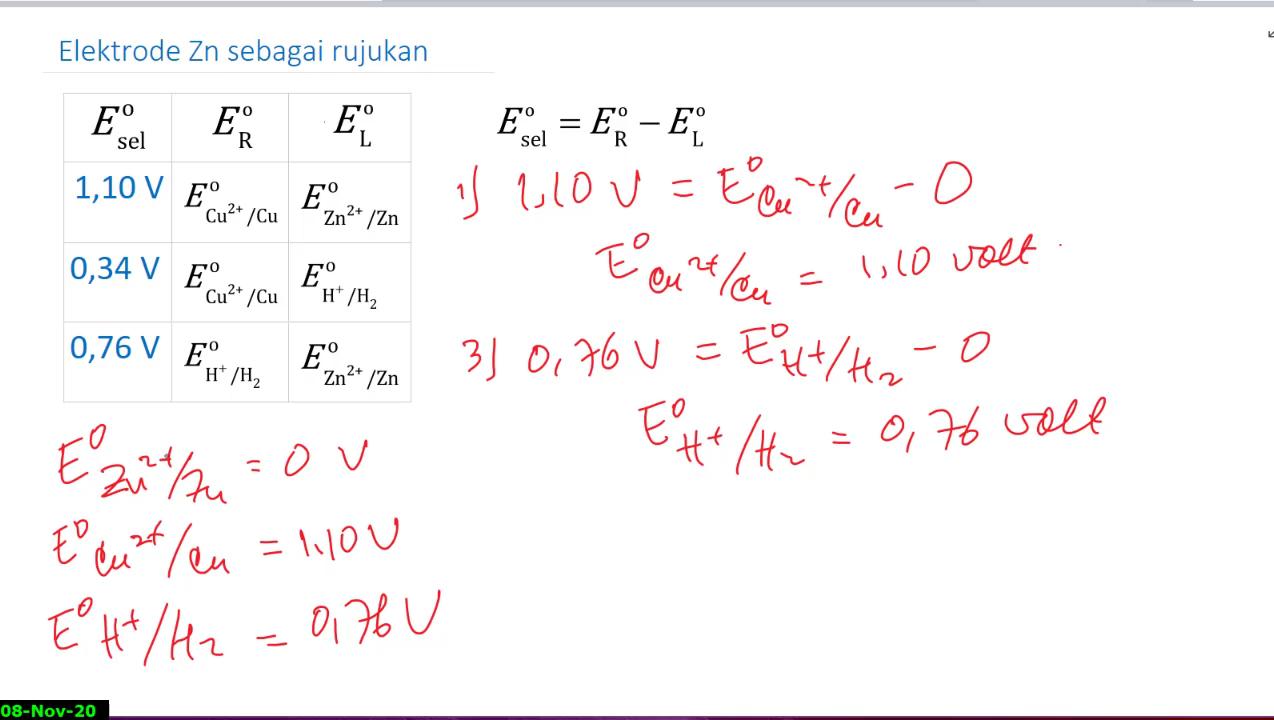 Elektrode Zn sebagai rujukan
E°sel E°R E°L
1,10 V E°Cu²⁺/Cu E°Zn²⁺/Zn
0,34 V E°Cu²⁺/Cu E°H⁺/H₂
0,76 V E°H⁺/H₂ E°Zn²⁺/Zn
E°sel = E°R − E°L
1) 1,10 V = E°Cu²⁺/Cu − 0
E°Cu²⁺/Cu = 1,10 volt
3) 0,76 V = E°H⁺/H₂ − 0
E°H⁺/H₂ = 0,76 volt
E°Zn²⁺/Zn = 0 V
E°Cu²⁺/Cu = 1,10 V
E°H⁺/H₂ = 0,76 V
08-Nov-20